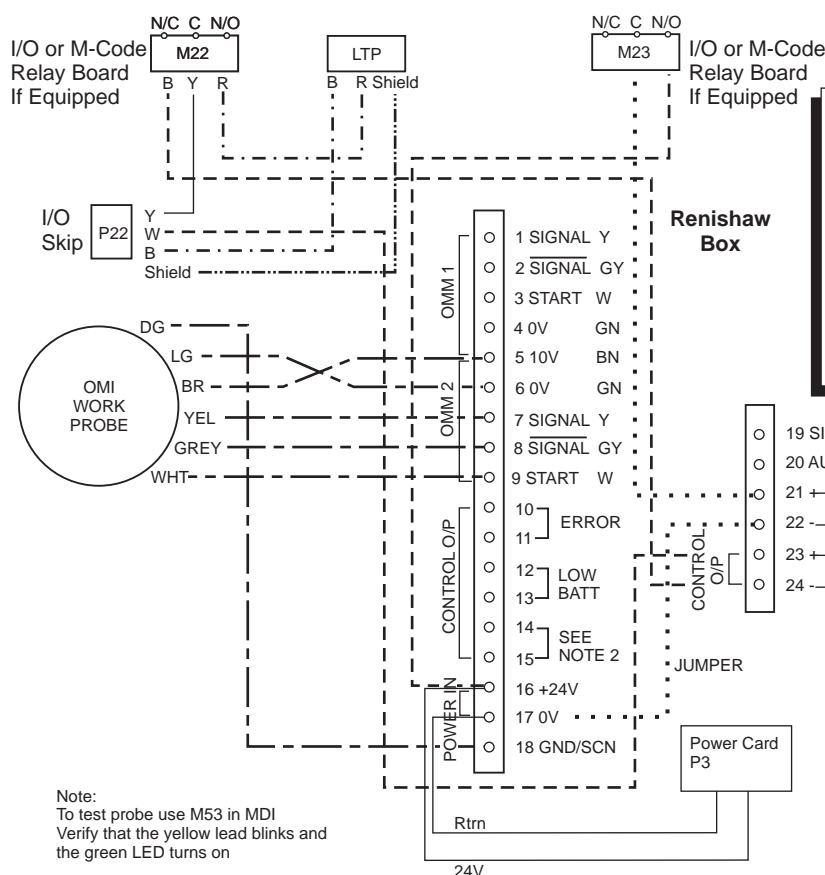 N/C C N/O
M22
I/O or M-Code
Relay Board
If Equipped
B Y R
LTP
B R Shield
N/C C N/O
M23
I/O or M-Code
Relay Board
If Equipped
Renishaw
Box
I/O
Skip
P22
Y
W
B
Shield
OMI
WORK
PROBE
DG
LG
BR
YEL
GREY
WHT
OMM 1
OMM 2
CONTROL O/P
POWER IN
1 SIGNAL Y
2 SIGNAL GY
3 START W
4 0V GN
5 10V BN
6 0V GN
7 SIGNAL Y
8 SIGNAL GY
9 START W
10
11
ERROR
12
13
LOW
BATT
14
15
SEE
NOTE 2
16 +24V
17 0V
18 GND/SCN
19 SI
20 AU
21 +
22 -
23 +
24 -
CONTROL
O/P
JUMPER
Power Card
P3
Rtrn
24V
Note:
To test probe use M53 in MDI
Verify that the yellow lead blinks and
the green LED turns on